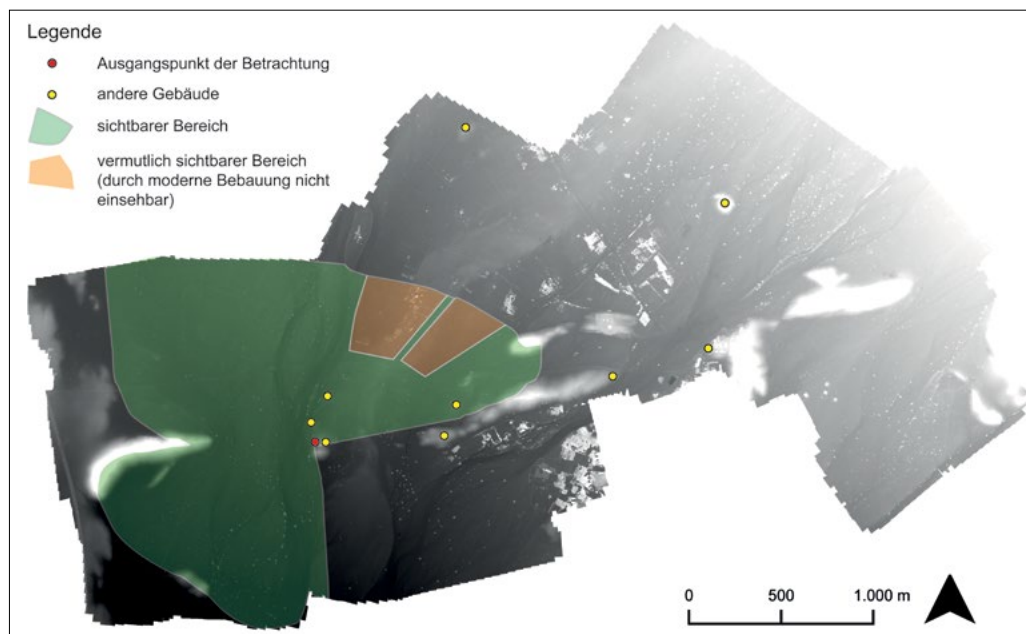 Legende
Ausgangspunkt der Betrachtung
andere Gebäude
sichtbarer Bereich
vermutlich sichtbarer Bereich
(durch moderne Bebauung nicht
einsehbar)
0 500 1.000 m